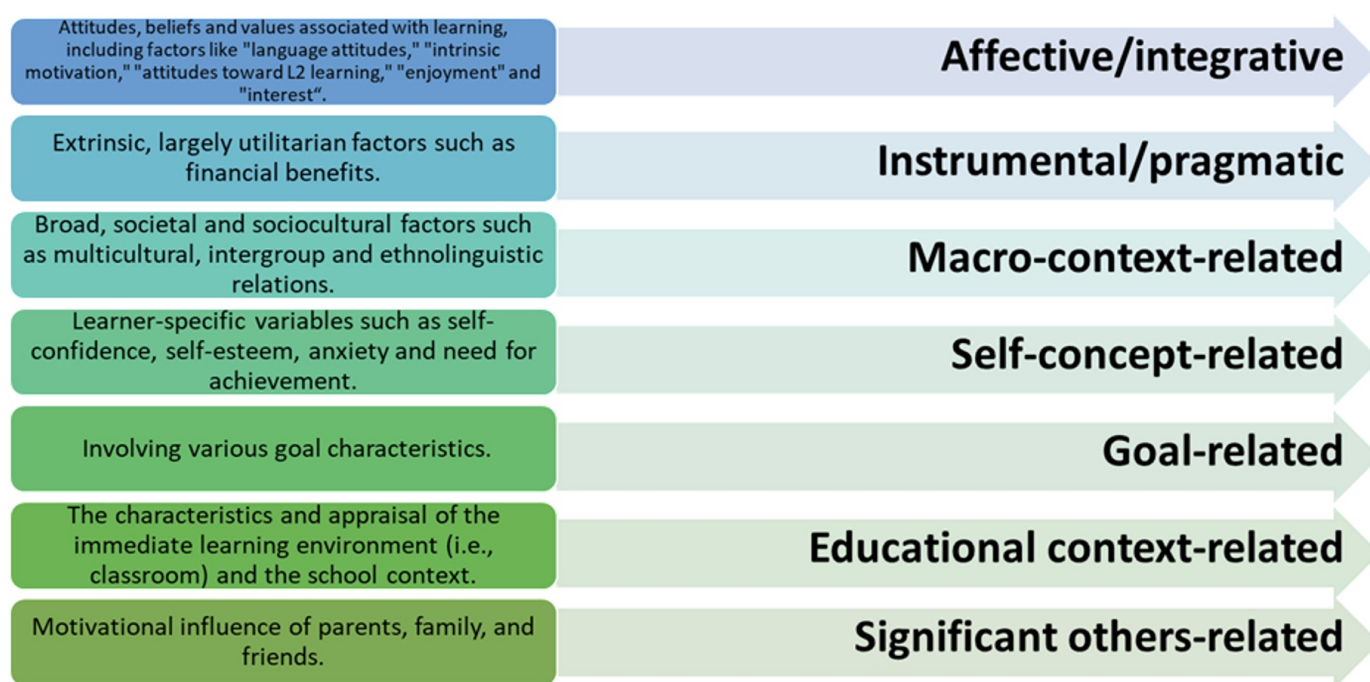 Attitudes, beliefs and values associated with learning,
including factors like "language attitudes," "intrinsic
motivation," "attitudes toward L2 learning," "enjoyment" and
"interest“.
Affective/integrative
Extrinsic, largely utilitarian factors such as
financial benefits.
Instrumental/pragmatic
Broad, societal and sociocultural factors such
as multicultural, intergroup and ethnolinguistic
relations.
Macro-context-related
Learner-specific variables such as self-
confidence, self-esteem, anxiety and need for
achievement.
Self-concept-related
Involving various goal characteristics.
Goal-related
The characteristics and appraisal of the
immediate learning environment (i.e.,
classroom) and the school context.
Educational context-related
Motivational influence of parents, family, and
friends.
Significant others-related